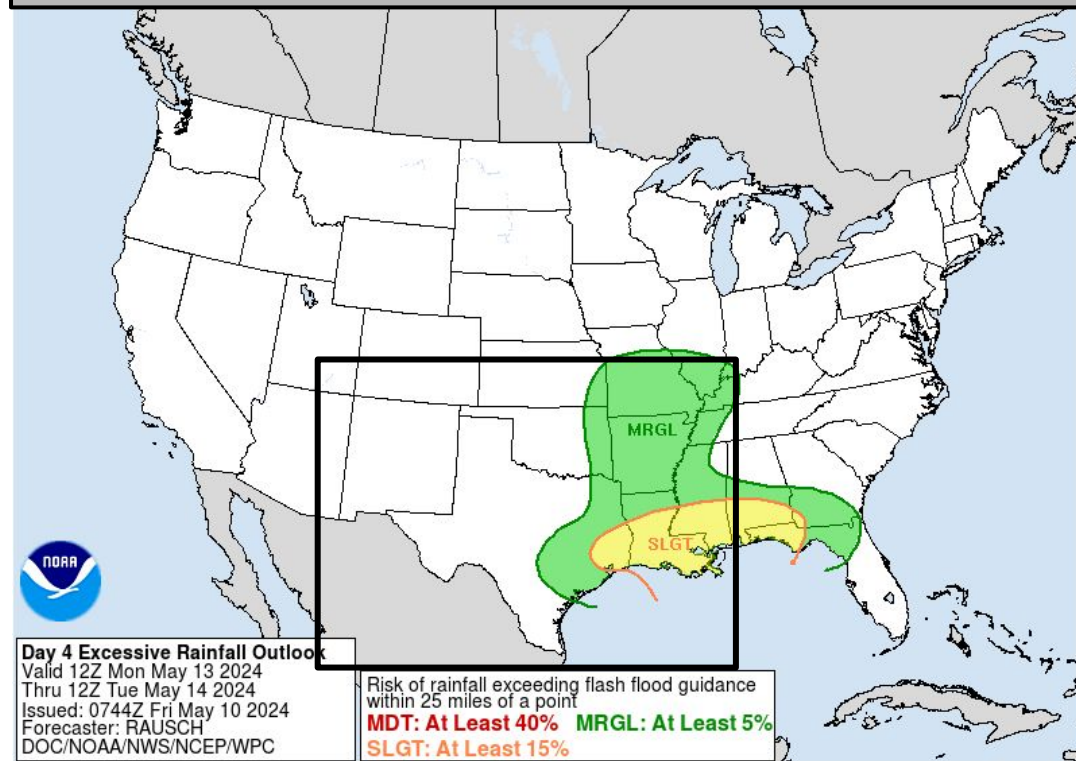 MRGL
SLGT
NOAA
Day 4 Excessive Rainfall Outlook
Valid 12Z Mon May 13 2024
Thru 12Z Tue May 14 2024
Issued: 0744Z Fri May 10 2024
Forecaster: RAUSCH
DOC/NOAA/NWS/NCEP/WPC
Risk of rainfall exceeding flash flood guidance
within 25 miles of a point
MDT: At Least 40% MRGL: At Least 5%
SLGT: At Least 15%